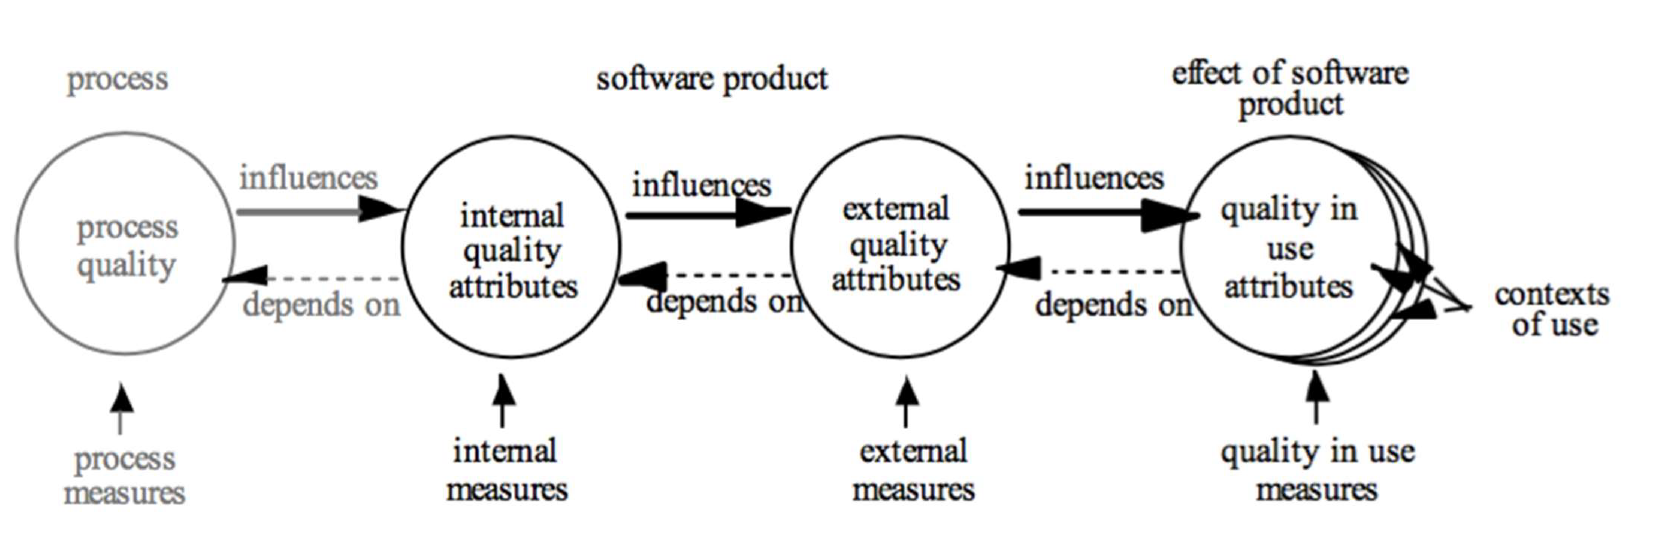 process
software product
effect of software
product
influences
influences
influences
process
quality
internal
quality
attributes
external
quality
attributes
quality in
use
attributes
depends on
depends on
depends on
contexts
of use
process
measures
internal
measures
external
measures
quality in use
measures